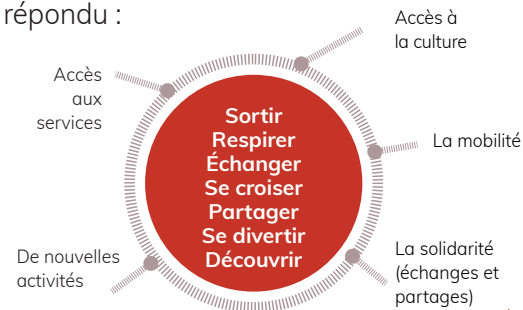 répondu :
Accès à
la culture
Accès
aux
services
Sortir
Respirer
Échanger
Se croiser
Partager
Se divertir
Découvrir
La mobilité
De nouvelles
activités
La solidarité
(échanges et
partages)